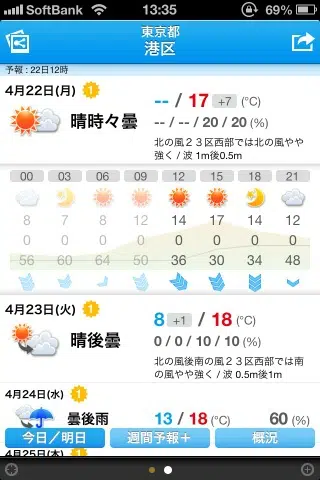 SoftBank 13:35 69%
東京都
港区
予報：22日12時
4月22日(月) 1
晴時々曇
-- / 17 +7 (℃)
-- / -- / 20 / 20 (%)
北の風２３区西部では北の風やや
強く / 波 1m後0.5m
00 03 06 09 12 15 18 21
8 7 8 12 14 17 14 12
0 0 0 0 0 0 0 0
56 60 64 50 36 30 34 48
4月23日(火) 1
晴後曇
8 +1 / 18 (℃)
0 / 0 / 10 / 10 (%)
北の風後南の風２３区西部では南
の風やや強く / 波 0.5m後1m
4月24日(水) 1
曇後雨
13 / 18 (℃) 60 (%)
今日／明日 週間予報＋ 概況
4月25日(木) 1